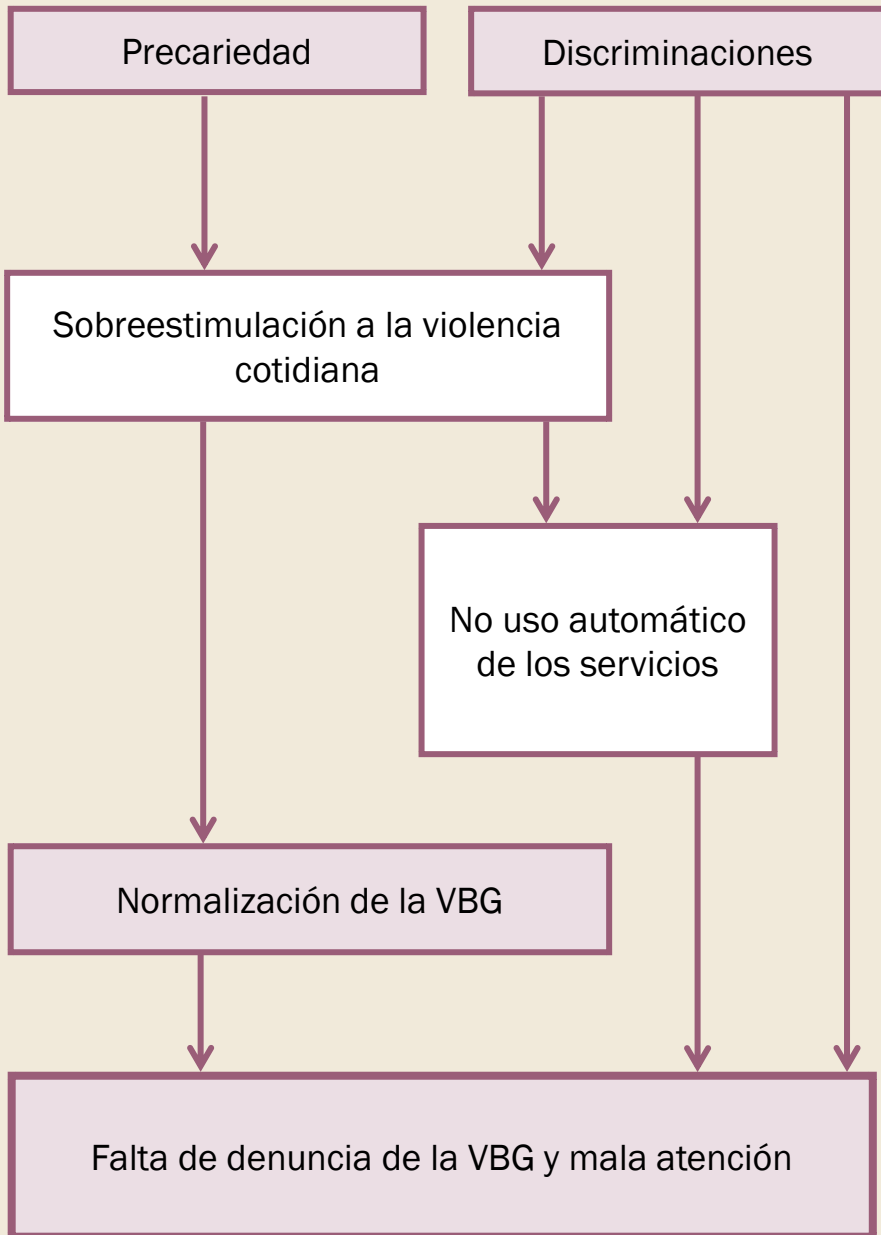 Precariedad
Discriminaciones
Sobreestimulación a la violencia
cotidiana
No uso automático
de los servicios
Normalización de la VBG
Falta de denuncia de la VBG y mala atención